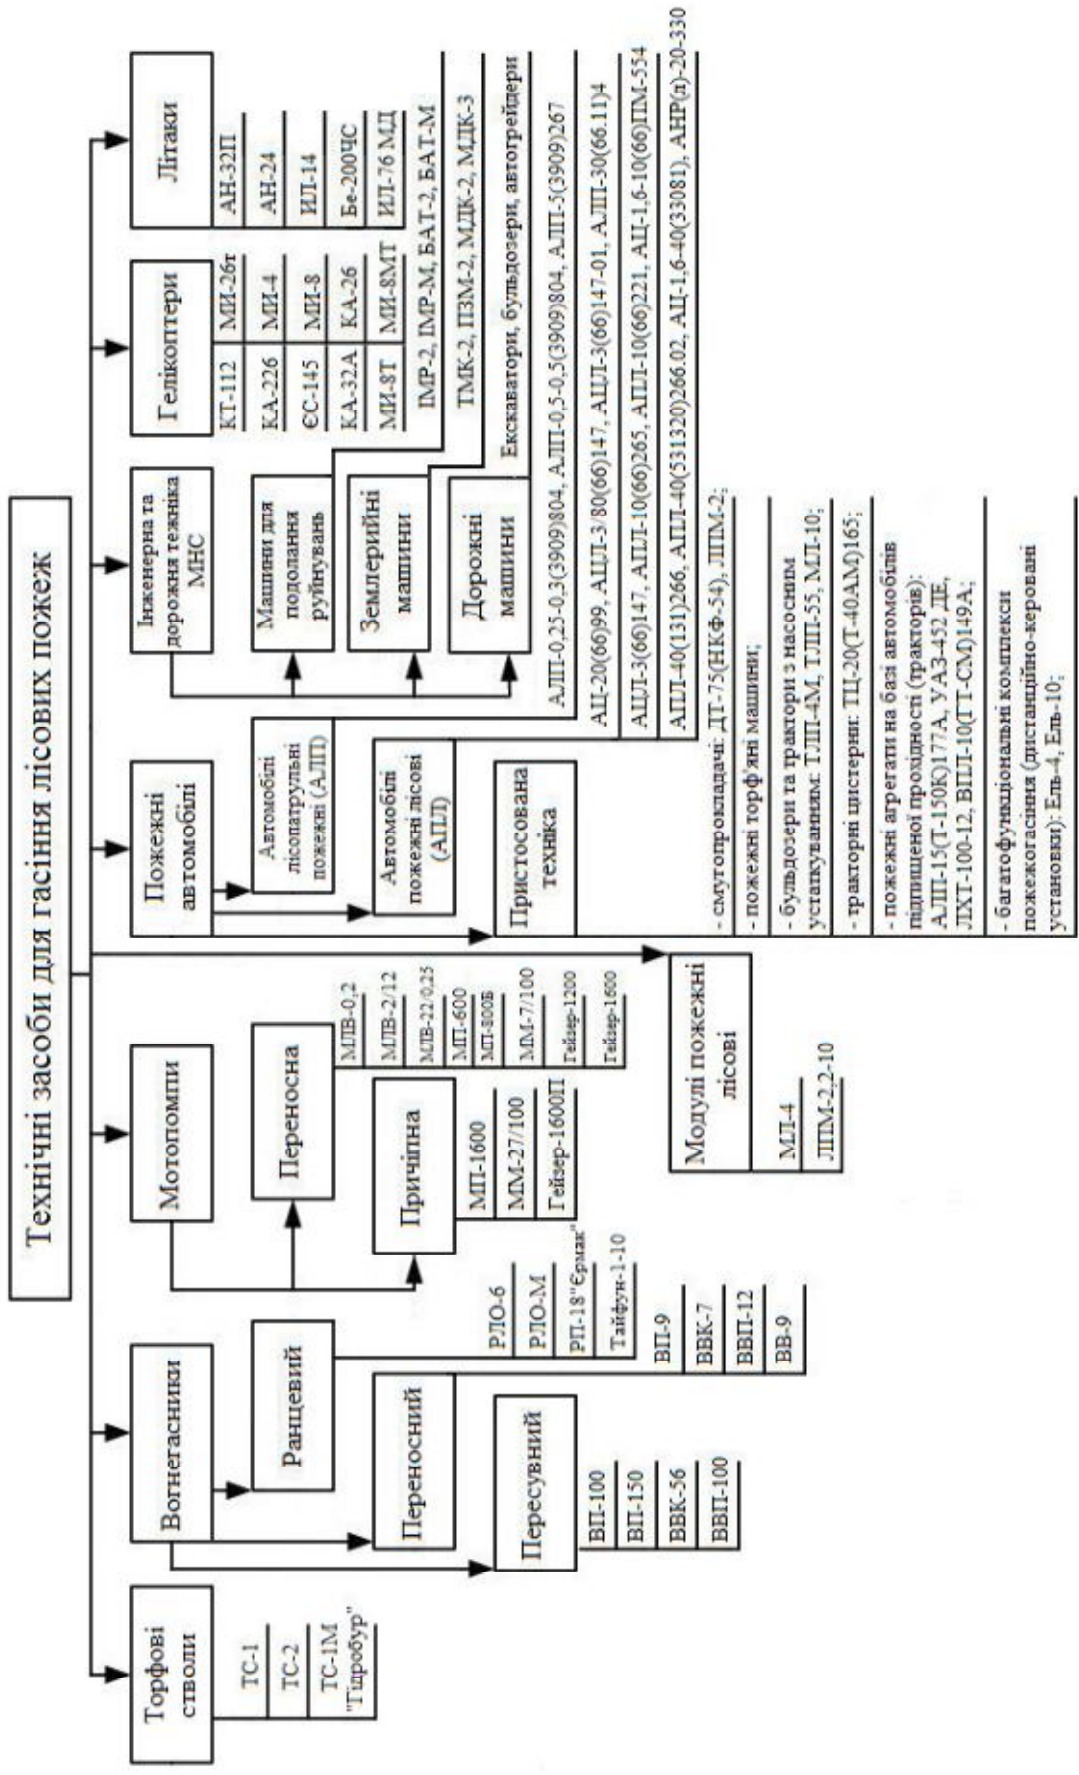 Технічні засоби для гасіння лісових пожеж
Торфові
стволи
ТС-1
ТС-2
ТС-1М
"Гідробур"
Вогнегасники
Ранцевий
РЛО-6
РЛО-М
РП-18"Єрмак"
Тайфун-1-10
Переносний
ВП-9
ВВК-7
ВВП-12
ВВ-9
Пересувний
ВП-100
ВП-150
ВВК-56
ВВП-100
Мотопомпи
Переносна
МЛВ-0,2
МЛВ-2/12
МЛВ-22/0,25
МП-600
МП-800Б
ММ-7/100
Гейзер-1200
Гейзер-1600
Причіпна
МП-1600
ММ-27/100
Гейзер-1600П
Модулі пожежні
лісові
МЛ-4
ЛПМ-2,2-10
Пожежні
автомобілі
Автомобілі
лісопатрульні
пожежні (АЛП)
АЛП-0,25-0,3(3909)804, АЛП-0,5-0,5(3909)804, АЛП-5(3909)267
Автомобілі
пожежні лісові
(АПЛ)
АЦ-20(66)99, АЦЛ-3/80(66)147, АЦЛ-3(66)147-01, АЛП-30(66.11)4
АЦЛ-3(66)147, АПЛ-10(66)265, АПЛ-10(66)221, АЦ-1,6-10(66)ПМ-554
АПЛ-40(131)266, АПЛ-40(531320)266.02, АЦ-1,6-40(33081), АНР(л)-20-330
Пристосована
техніка
- смутопрокладачі: ДТ-75(НКФ-54), ЛПМ-2;
- пожежні торф'яні машини;
- бульдозери та трактори з насосним
устаткуванням: ТЛП-4М, ТЛП-55, МЛ-10;
- тракторні цистерни: ТЦ-20(Т-40АМ)165;
- пожежні агрегати на базі автомобілів
підпищеної прохідності (тракторів):
АЛП-15(Т-150К)177А, УАЗ-452 ДЕ,
ЛХТ-100-12, ВПЛ-10(ГТ-СМ)149А;
- багатофункціональні комплекси
пожежогасіння (дистанційно-керовані
установки): Ель-4, Ель-10;
Інженерна та
дорожня тежніка
МНС
Машини для
подолання
руйнувань
ІМР-2, ІМР-М, БАТ-2, БАТ-М
Землерийні
машини
ТМК-2, ПЗМ-2, МДК-2, МДК-3
Дорожні
машини
Екскаватори, бульдозери, автогрейдери
Гелікоптери
КТ-112 МИ-26т
КА-226 МИ-4
ЄС-145 МИ-8
КА-32А КА-26
МИ-8Т МИ-8МТ
Літаки
АН-32П
АН-24
ИЛ-14
Бе-200ЧС
ИЛ-76 МД